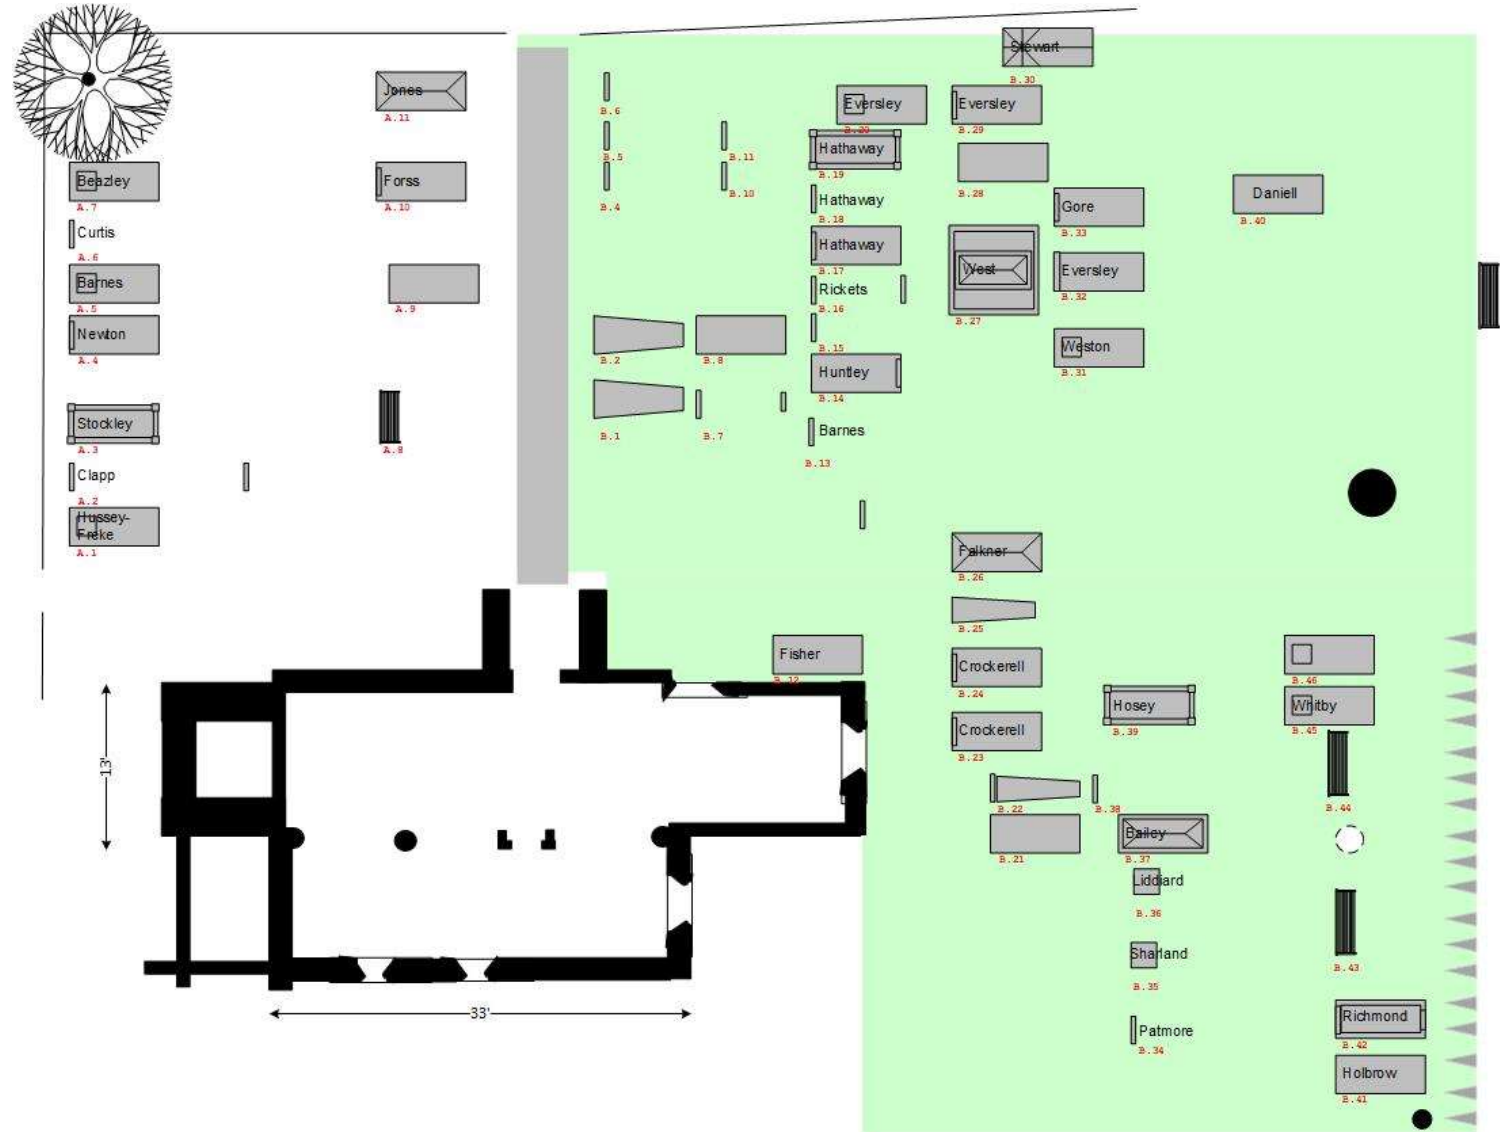 Jones
A.11
Beazley
A.7
Forss
A.10
Curtis
A.6
Barnes
A.5
A.9
Newton
A.4
Stockley
A.3
A.8
Clapp
A.2
Hussey-
Freke
A.1
B.6
B.5
B.11
B.4
B.10
Stewart
B.30
Eversley
B.20
Eversley
B.29
Hathaway
B.19
B.28
Hathaway
B.18
Gore
B.33
Daniell
B.40
Hathaway
B.17
West
B.27
Eversley
B.32
Rickets
B.16
B.15
Weston
B.31
B.2
B.8
Huntley
B.14
B.1
B.7
Barnes
B.13
Falkner
B.26
B.25
Fisher
B.12
Crockerell
B.24
Crockerell
B.23
Hosey
B.39
B.46
Whitby
B.45
B.22
B.38
B.44
B.21
Bailey
B.37
Liddiard
B.36
Sharland
B.35
B.43
Patmore
B.34
Richmond
B.42
Holbrow
B.41
13'
33'